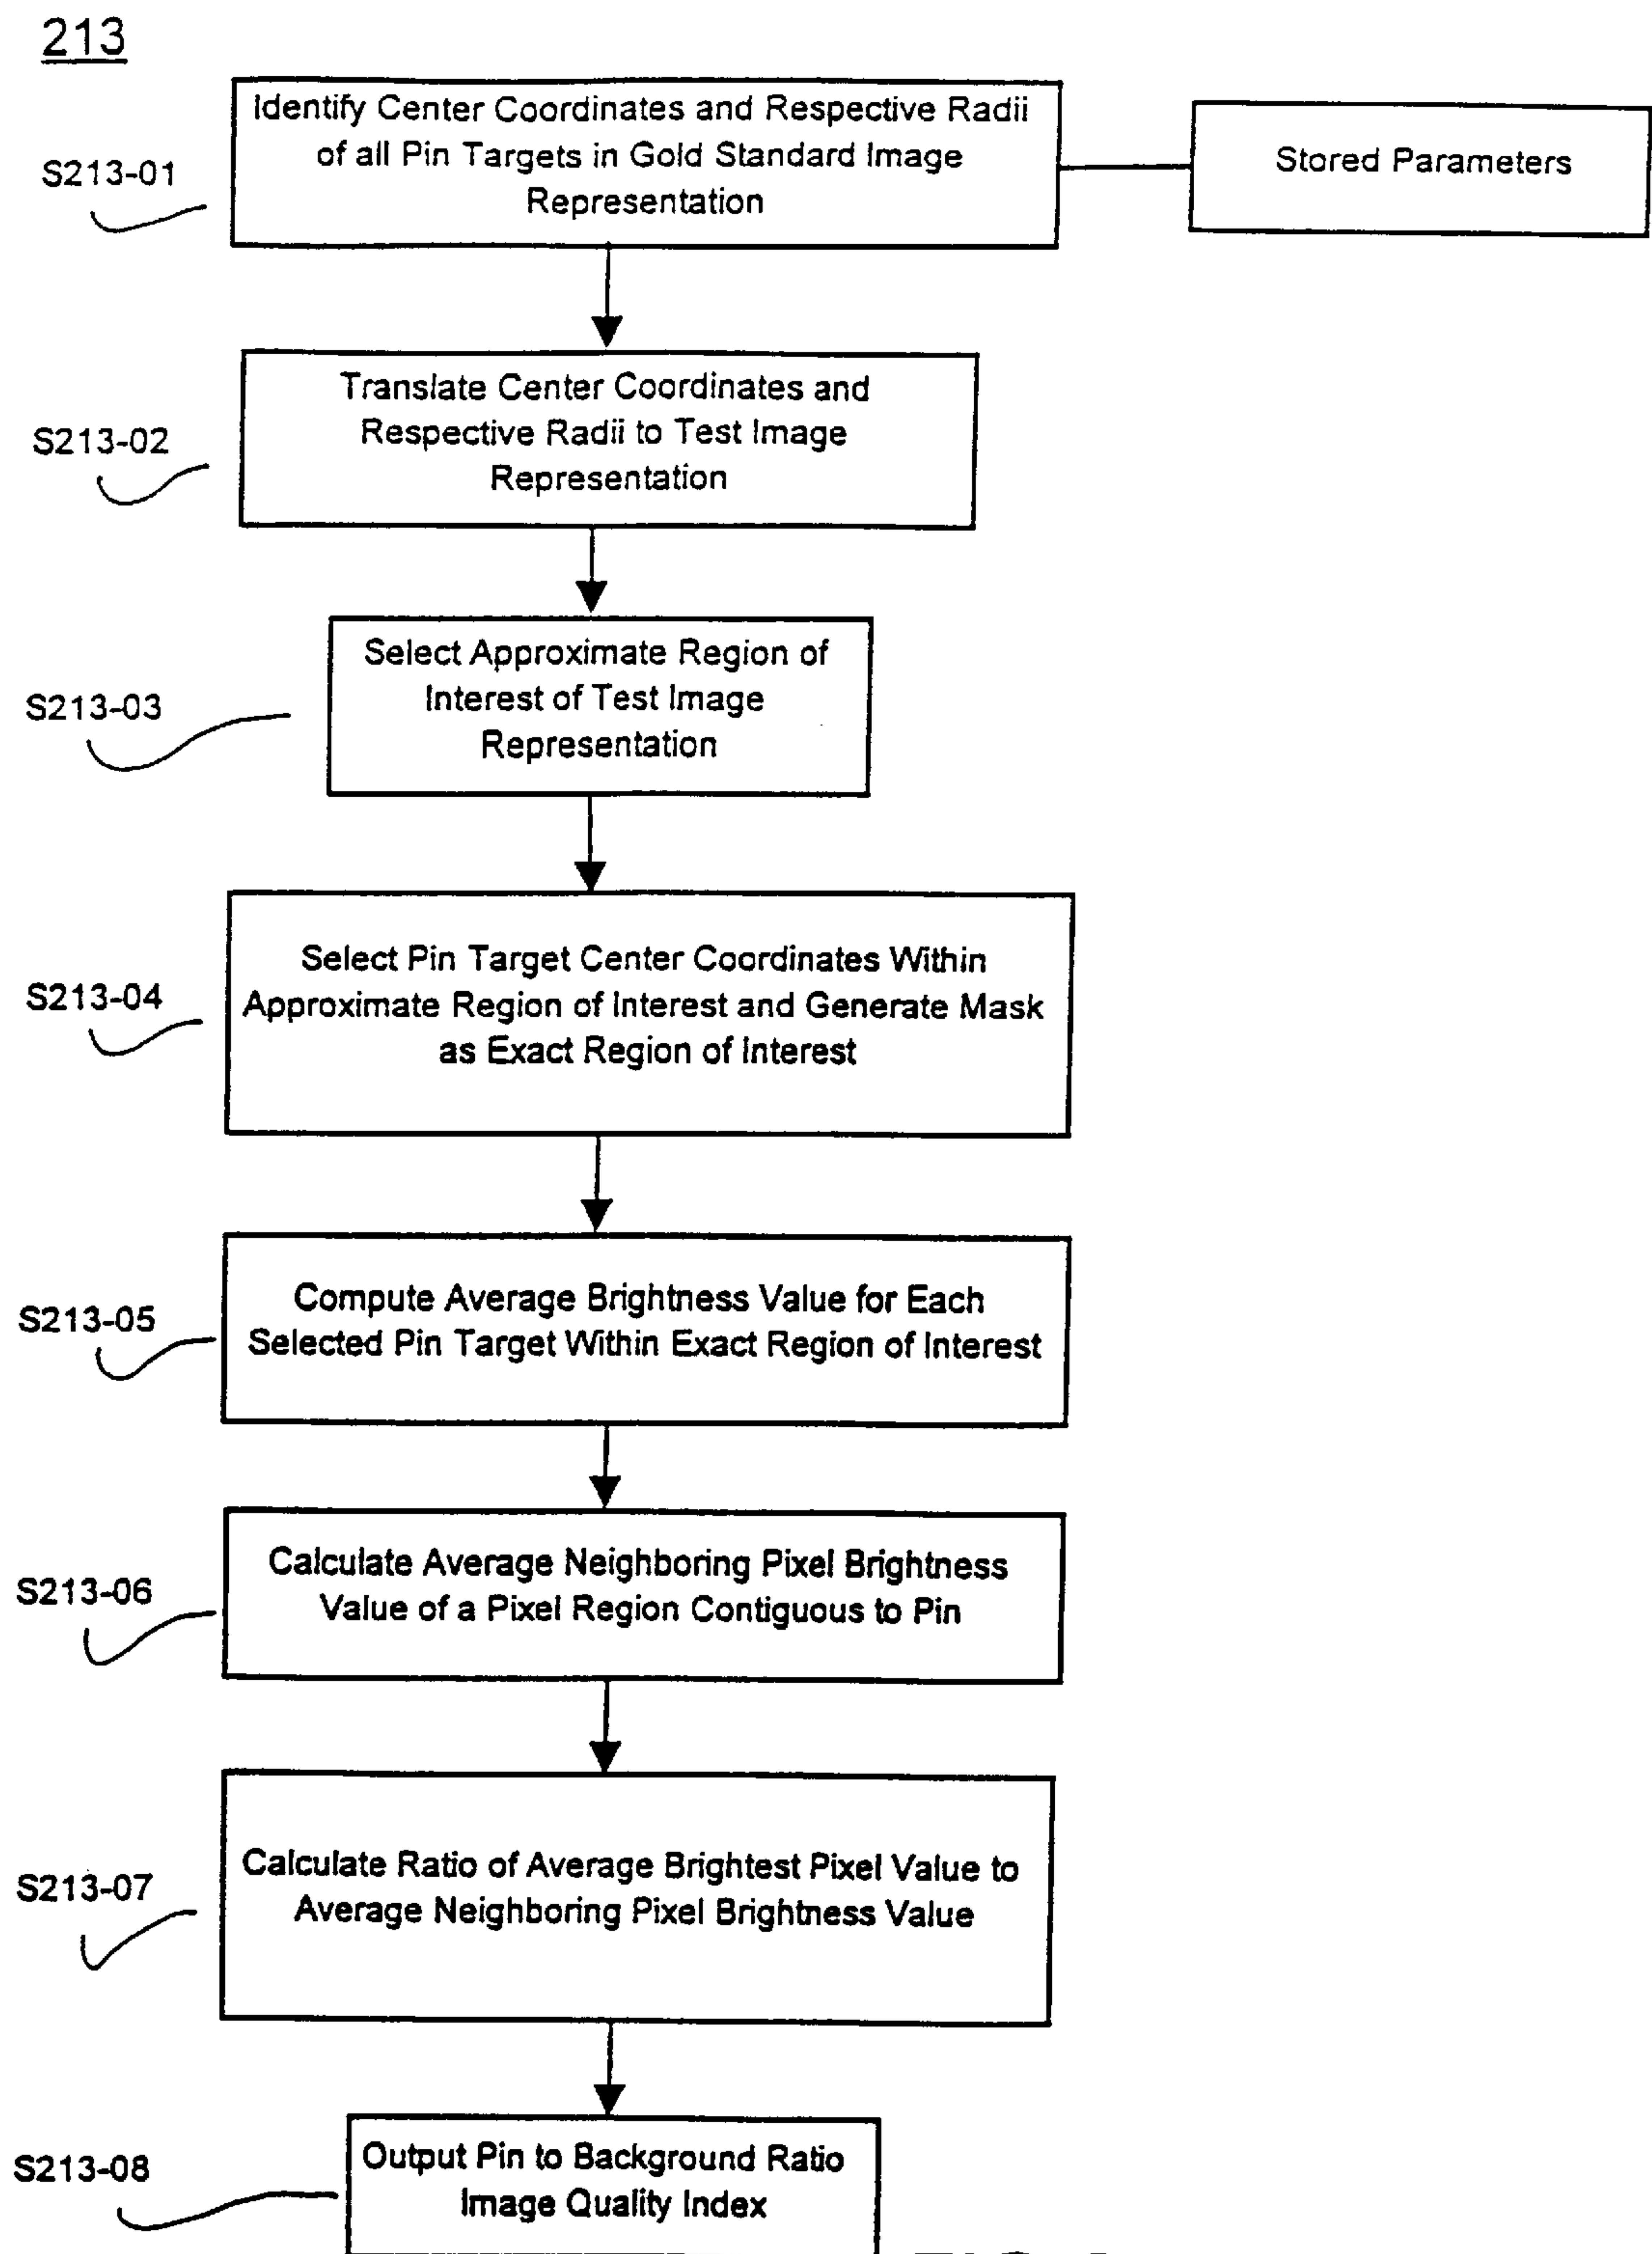 213
S213-01
Identify Center Coordinates and Respective Radii
of all Pin Targets in Gold Standard Image
Representation
Stored Parameters
S213-02
Translate Center Coordinates and
Respective Radii to Test Image
Representation
S213-03
Select Approximate Region of
Interest of Test Image
Representation
S213-04
Select Pin Target Center Coordinates Within
Approximate Region of Interest and Generate Mask
as Exact Region of Interest
S213-05
Compute Average Brightness Value for Each
Selected Pin Target Within Exact Region of Interest
S213-06
Calculate Average Neighboring Pixel Brightness
Value of a Pixel Region Contiguous to Pin
S213-07
Calculate Ratio of Average Brightest Pixel Value to
Average Neighboring Pixel Brightness Value
S213-08
Output Pin to Background Ratio
Image Quality Index